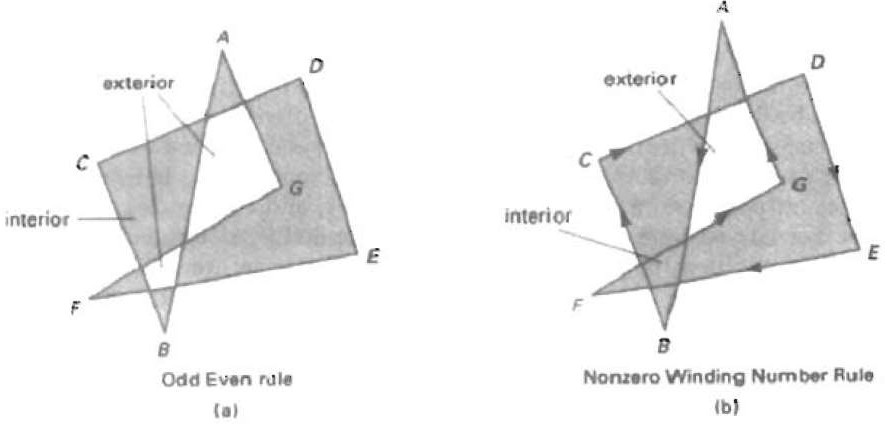 A
D
exterior
C
G
interior
E
F
B
Odd Even rule
(a)
A
D
exterior
C
G
interior
E
F
B
Nonzero Winding Number Rule
(b)